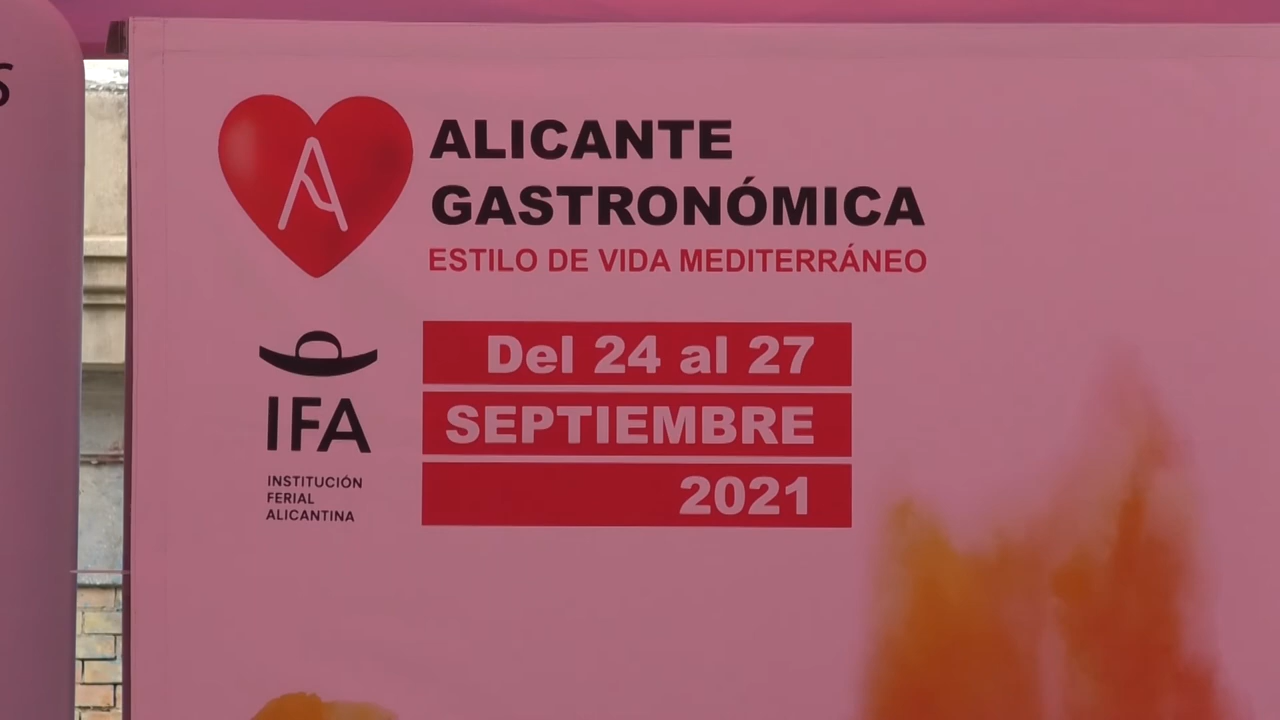 ALICANTE
GASTRONÓMICA
ESTILO DE VIDA MEDITERRÁNEO
Del 24 al 27
SEPTIEMBRE
2021
IFA
INSTITUCIÓN
FERIAL
ALICANTINA